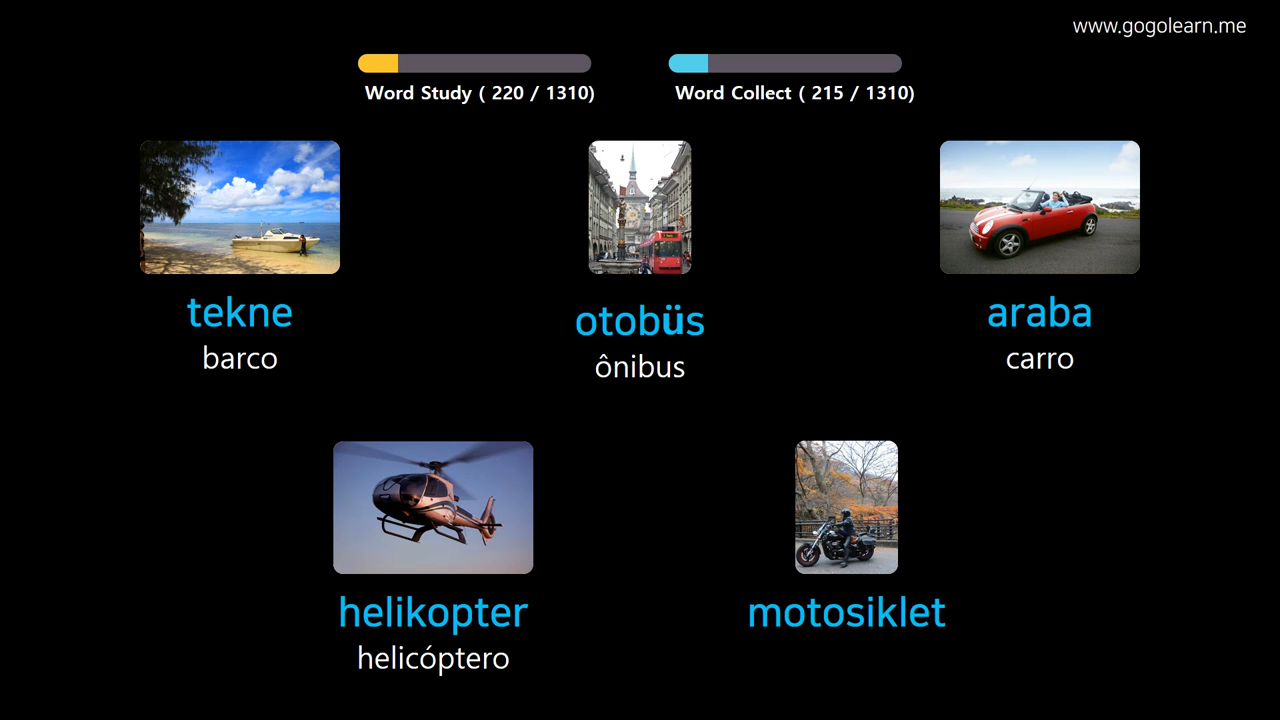 www.gogolearn.me
Word Study ( 220 / 1310)
Word Collect ( 215 / 1310)
tekne
barco
otobüs
ônibus
araba
carro
helikopter
helicóptero
motosiklet